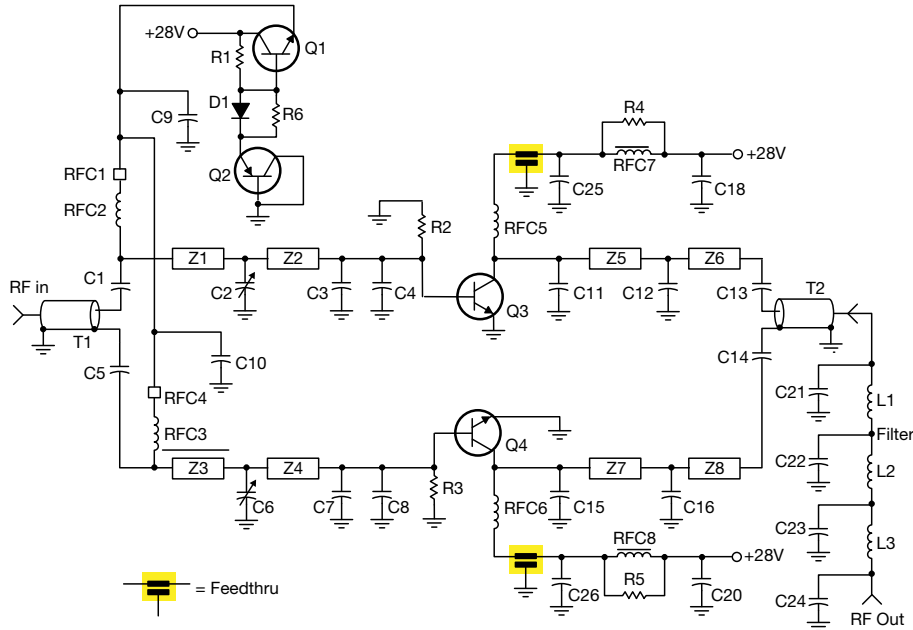 +28V
R1
Q1
D1
R6
C9
Q2
R4
RFC7
+28V
C25
C18
RFC1
RFC2
R2
RFC5
C1
Z1
Z2
Z5
Z6
RF in
C2
C3
C4
Q3
C11
C12
C13
T2
T1
C5
C10
C14
RFC4
RFC3
C21
L1
Filter
Q4
Z3
Z4
Z7
Z8
C22
L2
C6
C7
C8
R3
RFC6
C15
C16
C23
L3
RFC8
+28V
R5
C26
C20
C24
= Feedthru
RF Out